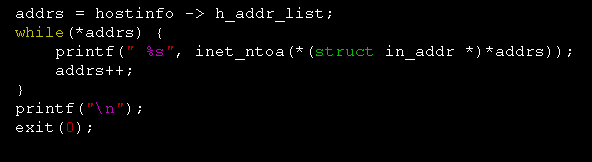 addrs = hostinfo -> h_addr_list;
while(*addrs) {
    printf(" %s", inet_ntoa(*(struct in_addr *)*addrs));
    addrs++;
}
printf("\n");
exit(0);